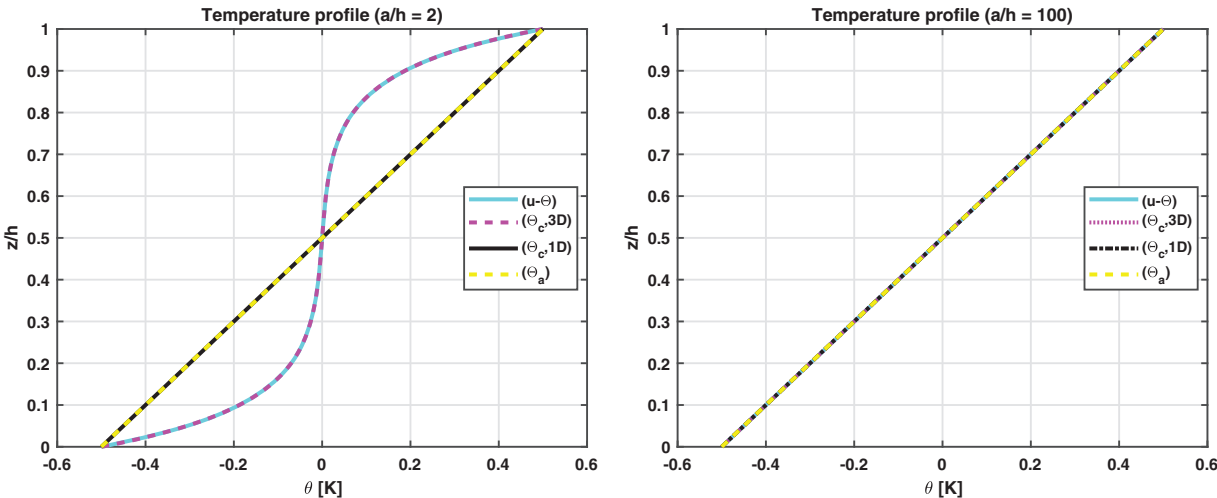 Temperature profile (a/h = 2)
1
0.9
0.8
0.7
0.6
0.5
0.4
0.3
0.2
0.1
0
z/h
(u-Θ)
(Θc,3D)
(Θc,1D)
(Θa)
-0.6 -0.4 -0.2 0 0.2 0.4 0.6
θ [K]
Temperature profile (a/h = 100)
1
0.9
0.8
0.7
0.6
0.5
0.4
0.3
0.2
0.1
0
z/h
(u-Θ)
(Θc,3D)
(Θc,1D)
(Θa)
-0.6 -0.4 -0.2 0 0.2 0.4 0.6
θ [K]